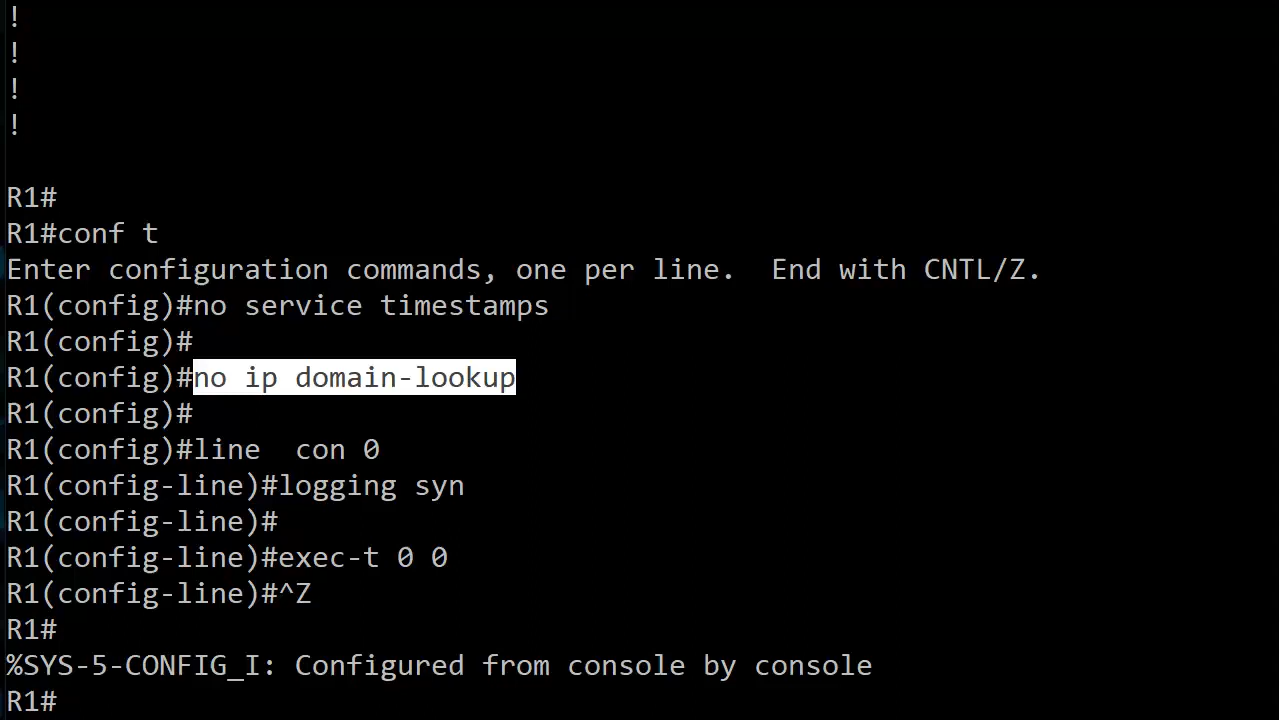 !
!
!
!
R1#
R1#conf t
Enter configuration commands, one per line.  End with CNTL/Z.
R1(config)#no service timestamps
R1(config)#
R1(config)#no ip domain-lookup
R1(config)#
R1(config)#line  con 0
R1(config-line)#logging syn
R1(config-line)#
R1(config-line)#exec-t 0 0
R1(config-line)#^Z
R1#
%SYS-5-CONFIG_I: Configured from console by console
R1#